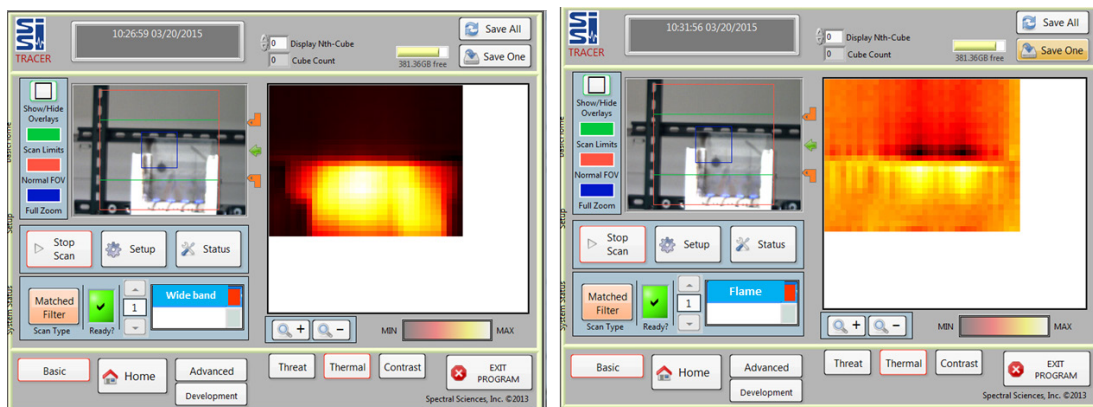 SSI
TRACER
10:26:59 03/20/2015
0 Display Nth-Cube
0 Cube Count
381.36GB free
Save All
Save One
Basic Home
Show/Hide
Overlays
Scan Limits
Normal FOV
Full Zoom
Setup
Stop
Scan
Setup
Status
System Status
Matched
Filter
Scan Type
Ready?
1
Wide band
+
-
MIN
MAX
Basic
Home
Advanced
Development
Threat
Thermal
Contrast
EXIT
PROGRAM
Spectral Sciences, Inc. ©2013
TRACER
10:31:56 03/20/2015
0 Display Nth-Cube
0 Cube Count
381.36GB free
Save All
Save One
Basic Home
Show/Hide
Overlays
Scan Limits
Normal FOV
Full Zoom
Setup
Stop
Scan
Setup
Status
System Status
Matched
Filter
Scan Type
Ready?
1
Flame
+
-
MIN
MAX
Basic
Home
Advanced
Development
Threat
Thermal
Contrast
EXIT
PROGRAM
Spectral Sciences, Inc. ©2013